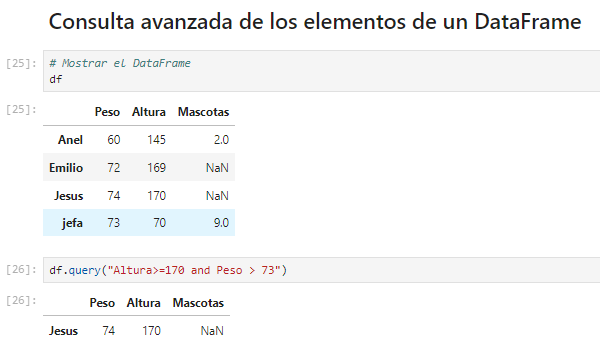 Consulta avanzada de los elementos de un DataFrame
[25]: # Mostrar el DataFrame
df
[25]: Peso Altura Mascotas
Anel 60 145 2.0
Emilio 72 169 NaN
Jesus 74 170 NaN
jefa 73 70 9.0
[26]: df.query("Altura>=170 and Peso > 73")
[26]: Peso Altura Mascotas
Jesus 74 170 NaN